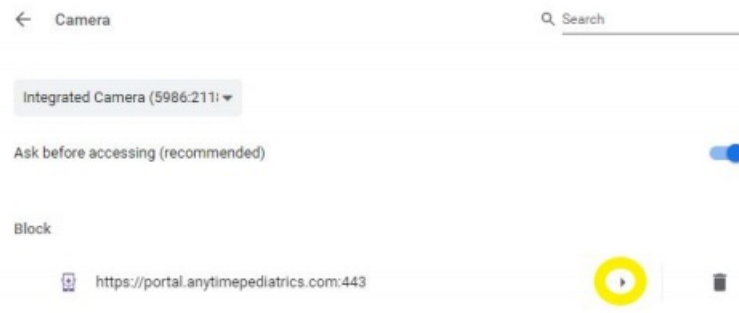 Camera
Search
Integrated Camera (5986:211
Ask before accessing (recommended)
Block
https://portal.anytimepediatrics.com:443